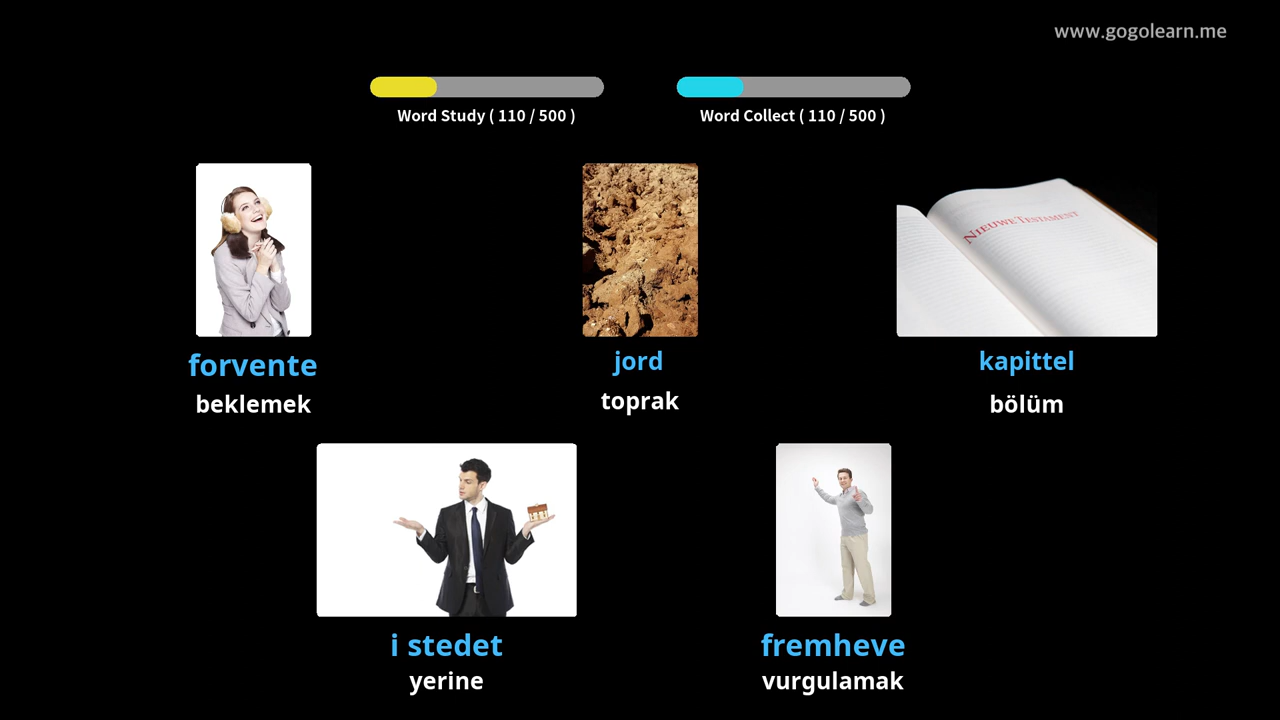 www.gogolearn.me
Word Study ( 110 / 500 )
Word Collect ( 110 / 500 )
NIEUWE TESTAMENT
forvente
beklemek
jord
toprak
kapittel
bölüm
i stedet
yerine
fremheve
vurgulamak